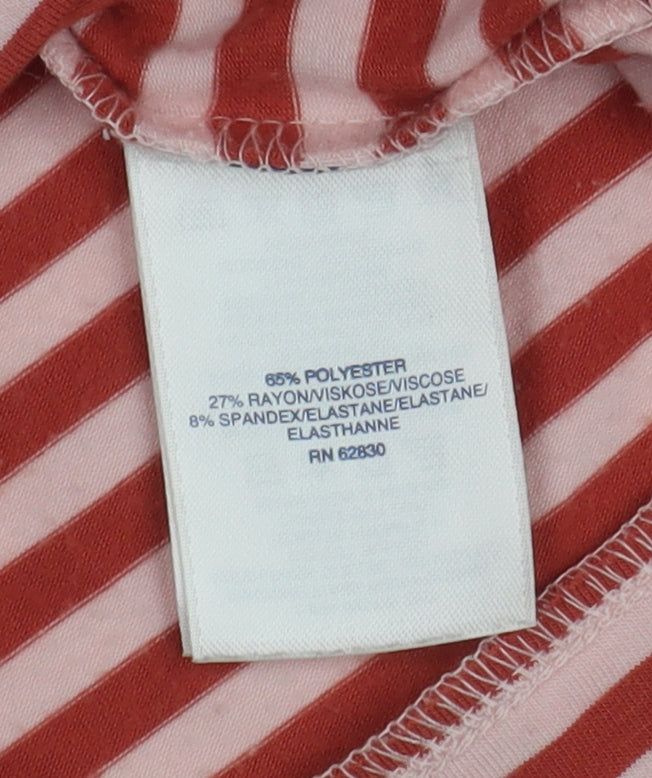 65% POLYESTER
27% RAYON/VISKOSE/VISCOSE
8% SPANDEX/ELASTANE/ELASTANE/
ELASTHANNE
RN 62830